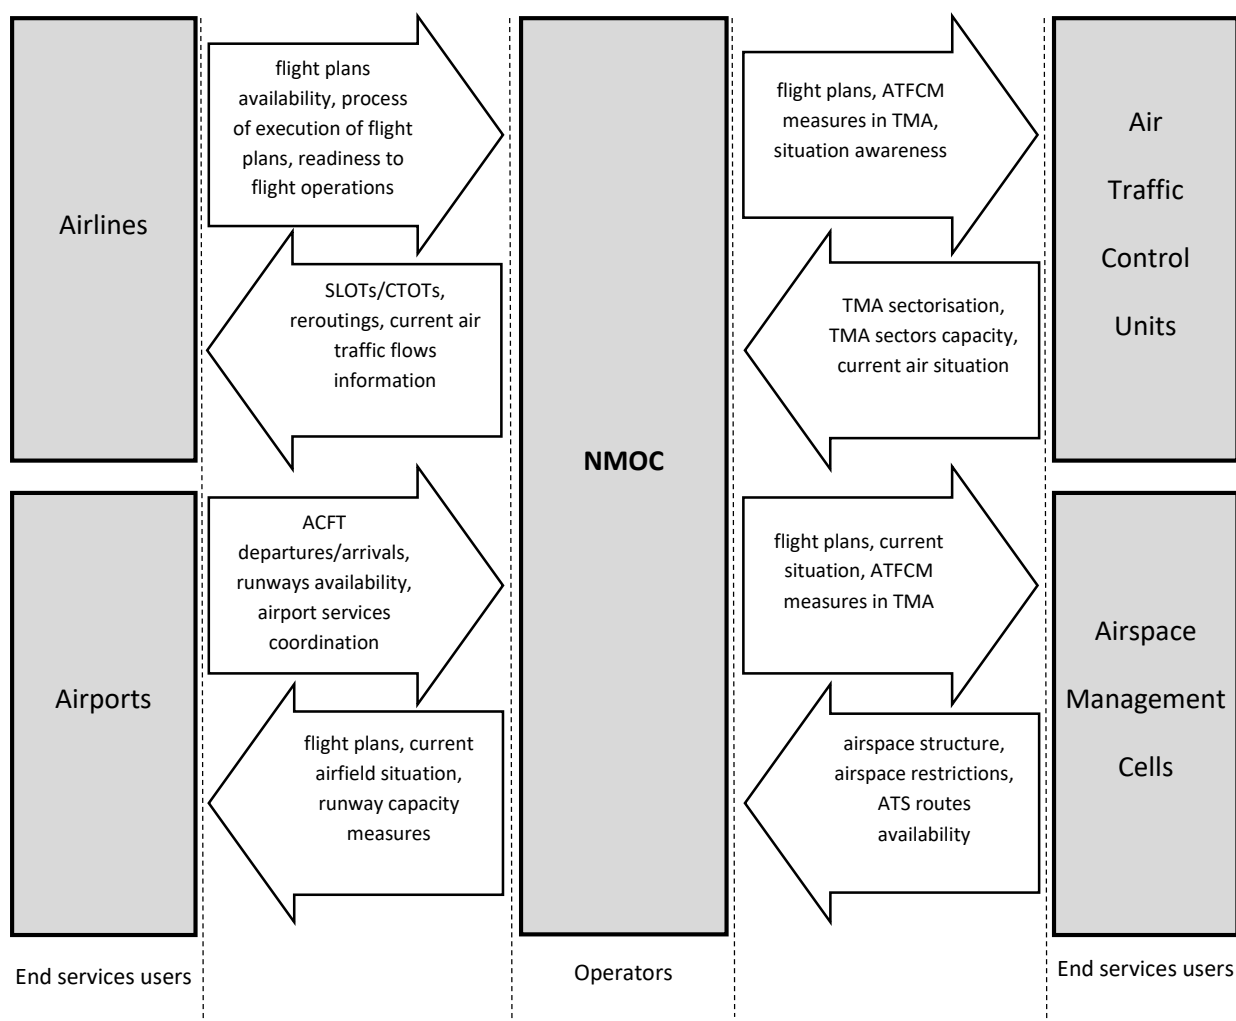 Airlines
flight plans
availability, process
of execution of flight
plans, readiness to
flight operations
SLOTs/CTOTs,
reroutings, current air
traffic flows
information
Airports
ACFT
departures/arrivals,
runways availability,
airport services
coordination
flight plans, current
airfield situation,
runway capacity
measures
NMOC
flight plans, ATFCM
measures in TMA,
situation awareness
TMA sectorisation,
TMA sectors capacity,
current air situation
Air
Traffic
Control
Units
flight plans, current
situation, ATFCM
measures in TMA
airspace structure,
airspace restrictions,
ATS routes
availability
Airspace
Management
Cells
End services users
Operators
End services users